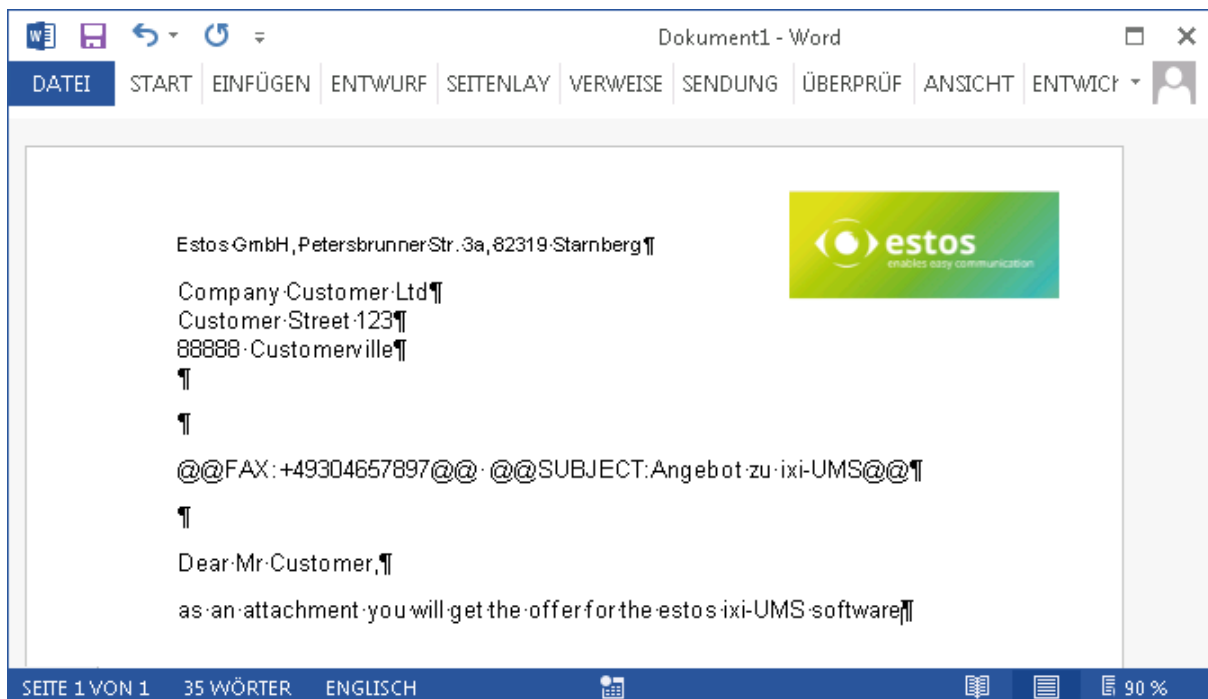 Dokument1 - Word
DATEI START EINFÜGEN ENTWURF SEITENLAY VERWEISE SENDUNG ÜBERPRÜF ANSICHT ENTWICH
estos
enables easy communication
Estos·GmbH,·Petersbrunner·Str.·3a,·82319·Starnberg¶
Company·Customer·Ltd¶
Customer·Street·123¶
88888·Customerville¶
¶
¶
@@FAX:+49304657897@@·@@SUBJECT:Angebot·zu·ixi-UMS@@¶
¶
Dear·Mr·Customer,¶
as·an·attachment·you·will·get·the·offer·for·the·estos·ixi-UMS·software¶
SEITE 1 VON 1 35 WÖRTER ENGLISCH 90 %